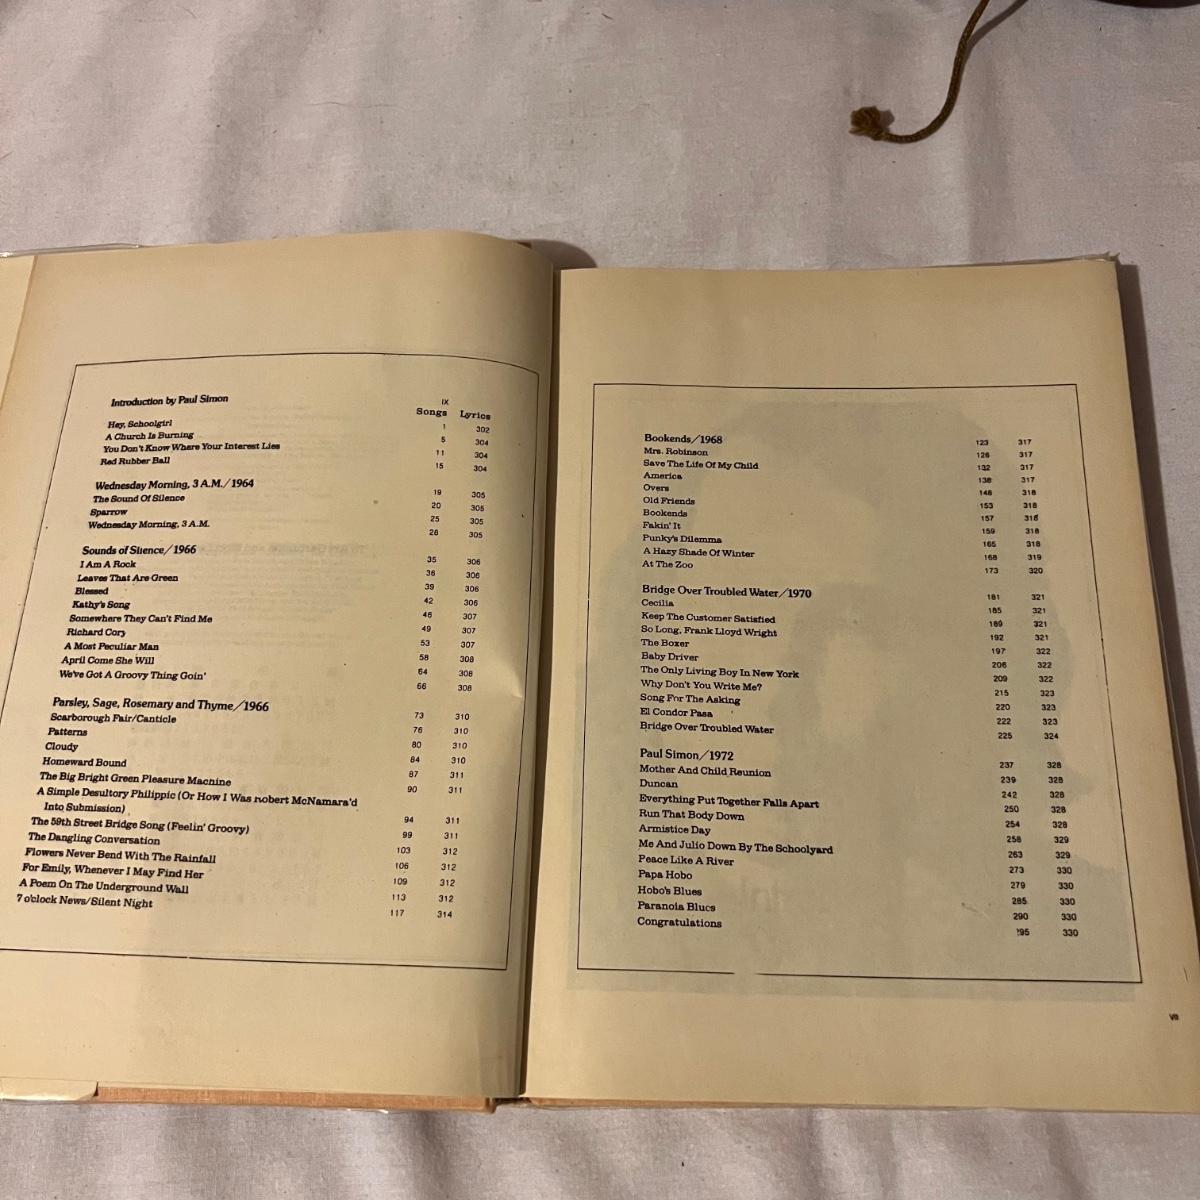 Introduction by Paul Simon IX
Songs Lyrics
Hey, Schoolgirl 1 302
A Church Is Burning 5 304
You Don't Know Where Your Interest Lies 11 304
Red Rubber Ball 15 304
Wednesday Morning, 3 A.M./1964 19 305
The Sound Of Silence 20 305
Sparrow 25 305
Wednesday Morning, 3 A.M. 28 305
Sounds of Silence/1966 35 306
I Am A Rock 36 306
Leaves That Are Green 39 306
Blessed 42 306
Kathy's Song 46 307
Somewhere They Can't Find Me 49 307
Richard Cory 53 307
A Most Peculiar Man 58 308
April Come She Will 64 308
We've Got A Groovy Thing Goin' 66 308
Parsley, Sage, Rosemary and Thyme/1966 73 310
Scarborough Fair/Canticle 76 310
Patterns 80 310
Cloudy 84 310
Homeward Bound 87 311
The Big Bright Green Pleasure Machine 90 311
A Simple Desultory Philippic (Or How I Was Robert McNamara'd
Into Submission) 94 311
The 59th Street Bridge Song (Feelin' Groovy) 99 311
The Dangling Conversation 103 312
Flowers Never Bend With The Rainfall 106 312
For Emily, Whenever I May Find Her 109 312
A Poem On The Underground Wall 113 312
7 o'clock News/Silent Night 117 314
Bookends/1968 123 317
Mrs. Robinson 126 317
Save The Life Of My Child 132 317
America 138 317
Overs 148 318
Old Friends 153 318
Bookends 157 318
Fakin' It 159 318
Punky's Dilemma 165 318
A Hazy Shade Of Winter 168 319
At The Zoo 173 320
Bridge Over Troubled Water/1970 181 321
Cecilia 185 321
Keep The Customer Satisfied 189 321
So Long, Frank Lloyd Wright 192 321
The Boxer 197 322
Baby Driver 206 322
The Only Living Boy In New York 209 322
Why Don't You Write Me? 215 323
Song For The Asking 220 323
El Condor Pasa 222 323
Bridge Over Troubled Water 225 324
Paul Simon/1972 237 328
Mother And Child Reunion 239 328
Duncan 242 328
Everything Put Together Falls Apart 250 328
Run That Body Down 254 328
Armistice Day 258 329
Me And Julio Down By The Schoolyard 263 329
Peace Like A River 273 330
Papa Hobo 279 330
Hobo's Blues 285 330
Paranoia Blues 290 330
Congratulations 295 330
VII